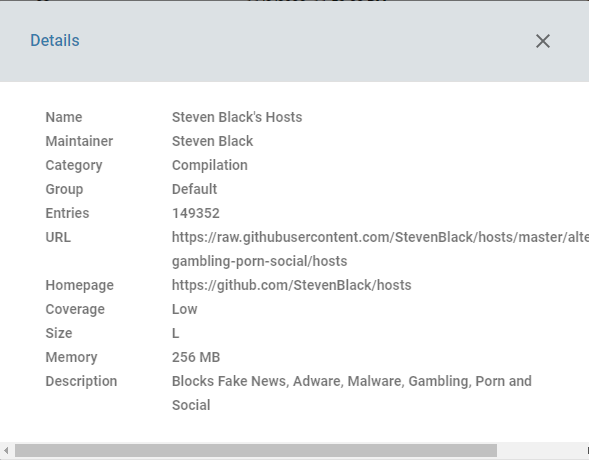 Details
Name Steven Black's Hosts
Maintainer Steven Black
Category Compilation
Group Default
Entries 149352
URL https://raw.githubusercontent.com/StevenBlack/hosts/master/alte
gambling-porn-social/hosts
Homepage https://github.com/StevenBlack/hosts
Coverage Low
Size L
Memory 256 MB
Description Blocks Fake News, Adware, Malware, Gambling, Porn and
Social